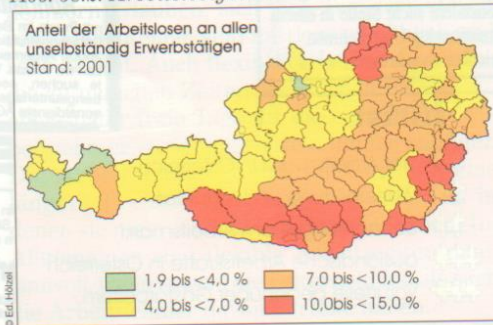 Anteil der Arbeitslosen an allen
unselbständig Erwerbstätigen
Stand: 2001
1,9 bis <4,0 %
7,0 bis <10,0 %
4,0 bis <7,0 %
10,0bis <15,0 %
© Ed. Hölzel